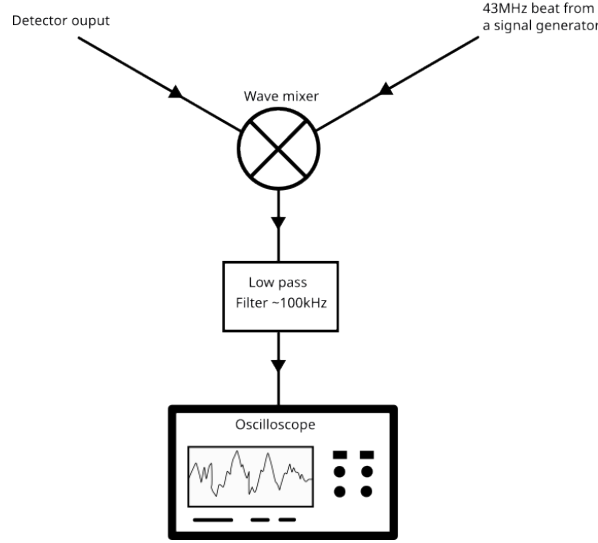 Detector ouput
43MHz beat from
a signal generator
Wave mixer
Low pass
Filter ~100kHz
Oscilloscope